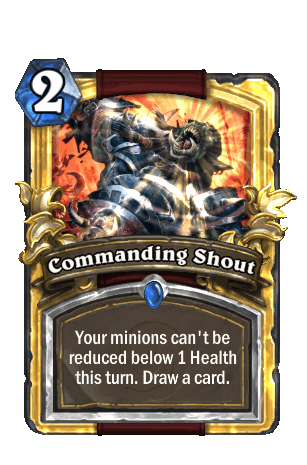 2
Commanding Shout
Your minions can't be
reduced below 1 Health
this turn. Draw a card.